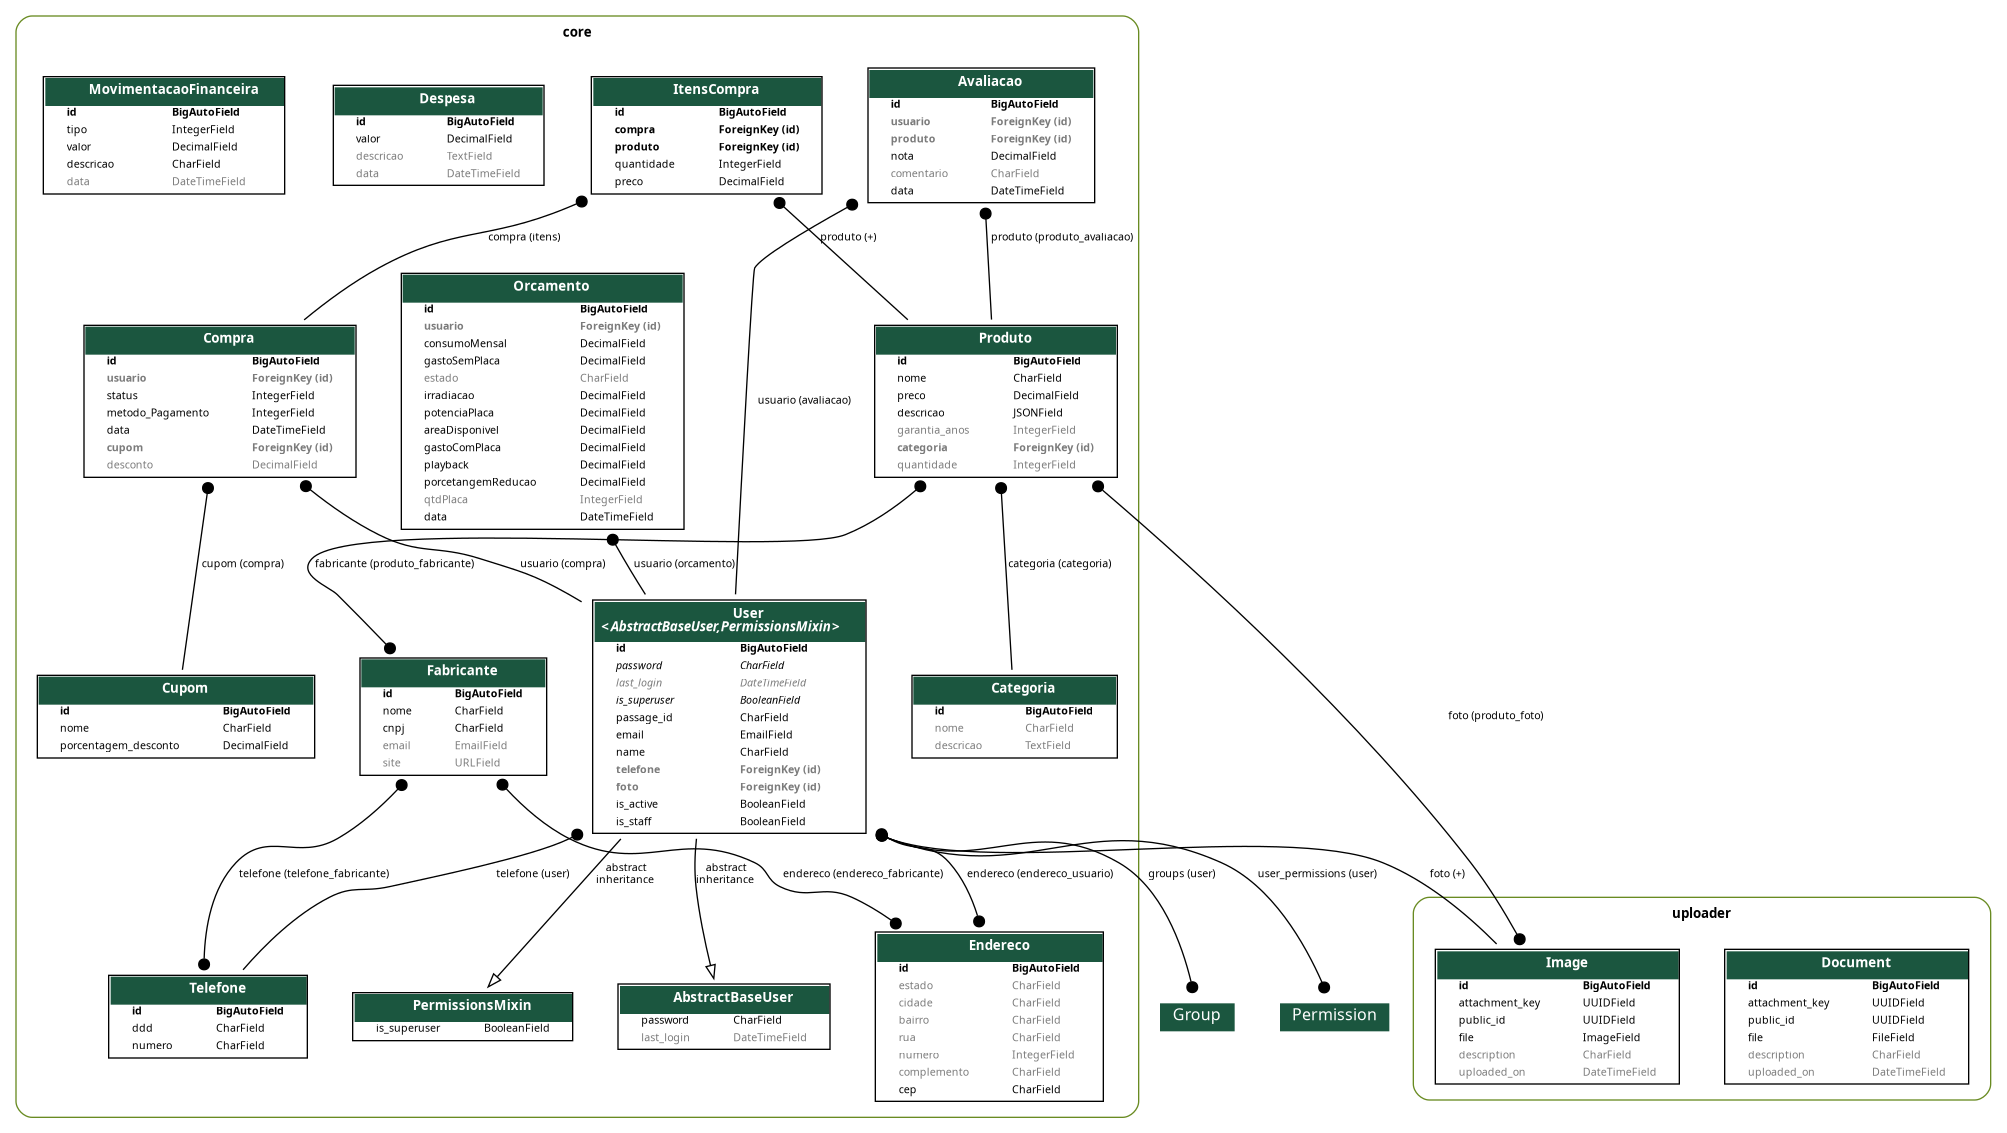 core
MovimentacaoFinanceira
id BigAutoField
tipo IntegerField
valor DecimalField
descricao CharField
data DateTimeField
Despesa
id BigAutoField
valor DecimalField
descricao TextField
data DateTimeField
ItensCompra
id BigAutoField
compra ForeignKey (id)
produto ForeignKey (id)
quantidade IntegerField
preco DecimalField
Avaliacao
id BigAutoField
usuario ForeignKey (id)
produto ForeignKey (id)
nota DecimalField
comentario CharField
data DateTimeField
compra (itens)
produto (+)
produto (produto_avaliacao)
Compra
id BigAutoField
usuario ForeignKey (id)
status IntegerField
metodo_Pagamento IntegerField
data DateTimeField
cupom ForeignKey (id)
desconto DecimalField
Orcamento
id BigAutoField
usuario ForeignKey (id)
consumoMensal DecimalField
gastoSemPlaca DecimalField
estado CharField
irradiacao DecimalField
potenciaPlaca DecimalField
areaDisponivel DecimalField
gastoComPlaca DecimalField
playback DecimalField
porcetangemReducao DecimalField
qtdPlaca IntegerField
data DateTimeField
usuario (avaliacao)
Produto
id BigAutoField
nome CharField
preco DecimalField
descricao JSONField
garantia_anos IntegerField
categoria ForeignKey (id)
quantidade IntegerField
cupom (compra)
fabricante (produto_fabricante)
usuario (compra)
usuario (orcamento)
categoria (categoria)
foto (produto_foto)
Cupom
id BigAutoField
nome CharField
porcentagem_desconto DecimalField
Fabricante
id BigAutoField
nome CharField
cnpj CharField
email EmailField
site URLField
User
<AbstractBaseUser,PermissionsMixin>
id BigAutoField
password CharField
last_login DateTimeField
is_superuser BooleanField
passage_id CharField
email EmailField
name CharField
telefone ForeignKey (id)
foto ForeignKey (id)
is_active BooleanField
is_staff BooleanField
Categoria
id BigAutoField
nome CharField
descricao TextField
telefone (telefone_fabricante)
telefone (user)
abstract
inheritance
abstract
inheritance
endereco (endereco_fabricante)
endereco (endereco_usuario)
groups (user)
user_permissions (user)
foto (+)
Telefone
id BigAutoField
ddd CharField
numero CharField
PermissionsMixin
is_superuser BooleanField
AbstractBaseUser
password CharField
last_login DateTimeField
Endereco
id BigAutoField
estado CharField
cidade CharField
bairro CharField
rua CharField
numero IntegerField
complemento CharField
cep CharField
Group
Permission
uploader
Image
id BigAutoField
attachment_key UUIDField
public_id UUIDField
file ImageField
description CharField
uploaded_on DateTimeField
Document
id BigAutoField
attachment_key UUIDField
public_id UUIDField
file FileField
description CharField
uploaded_on DateTimeField